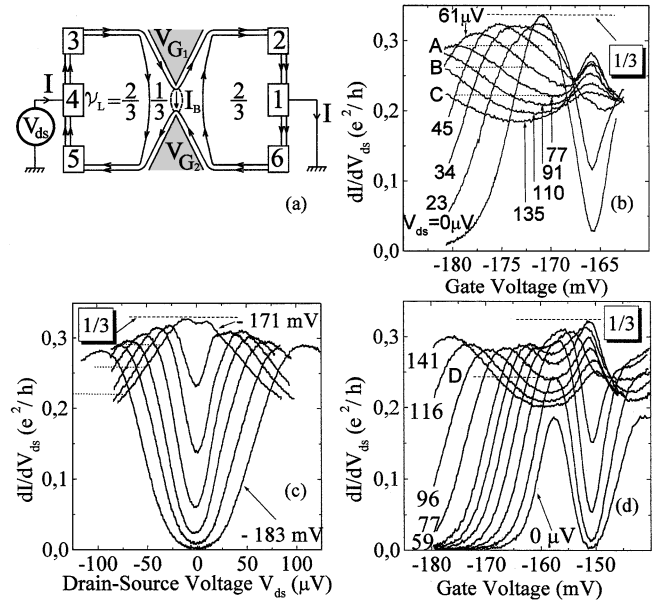 3
V_G1
2
I
4
ν_L=2/3
1/3
I_B
2/3
1
I
V_ds
5
V_G2
6
(a)
dI/dV_ds (e²/ h)
0,3
0,2
0,1
0,0
61μV
1/3
A
B
C
45
34
23
V_ds=0μV
77
91
110
135
(b)
-180 -175 -170 -165
Gate Voltage (mV)
dI/dV_ds (e²/ h)
0,3
0,2
0,1
0,0
1/3
- 171 mV
(c)
- 183 mV
-100 -50 0 50 100
Drain-Source Voltage V_ds (μV)
dI/dV_ds (e²/ h)
0,3
0,2
0,1
0,0
1/3
141
D
116
96
77
59
0 μV
(d)
-180 -170 -160 -150
Gate Voltage (mV)